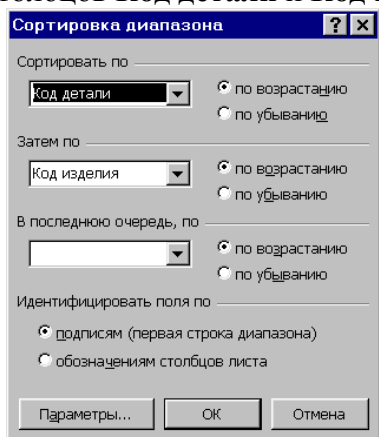 Сортировка диапазона
Сортировать по
Код детали
по возрастанию
по убыванию
Затем по
Код изделия
по возрастанию
по убыванию
В последнюю очередь, по
по возрастанию
по убыванию
Идентифицировать поля по
подписям (первая строка диапазона)
обозначениям столбцов листа
Параметры...
ОК
Отмена